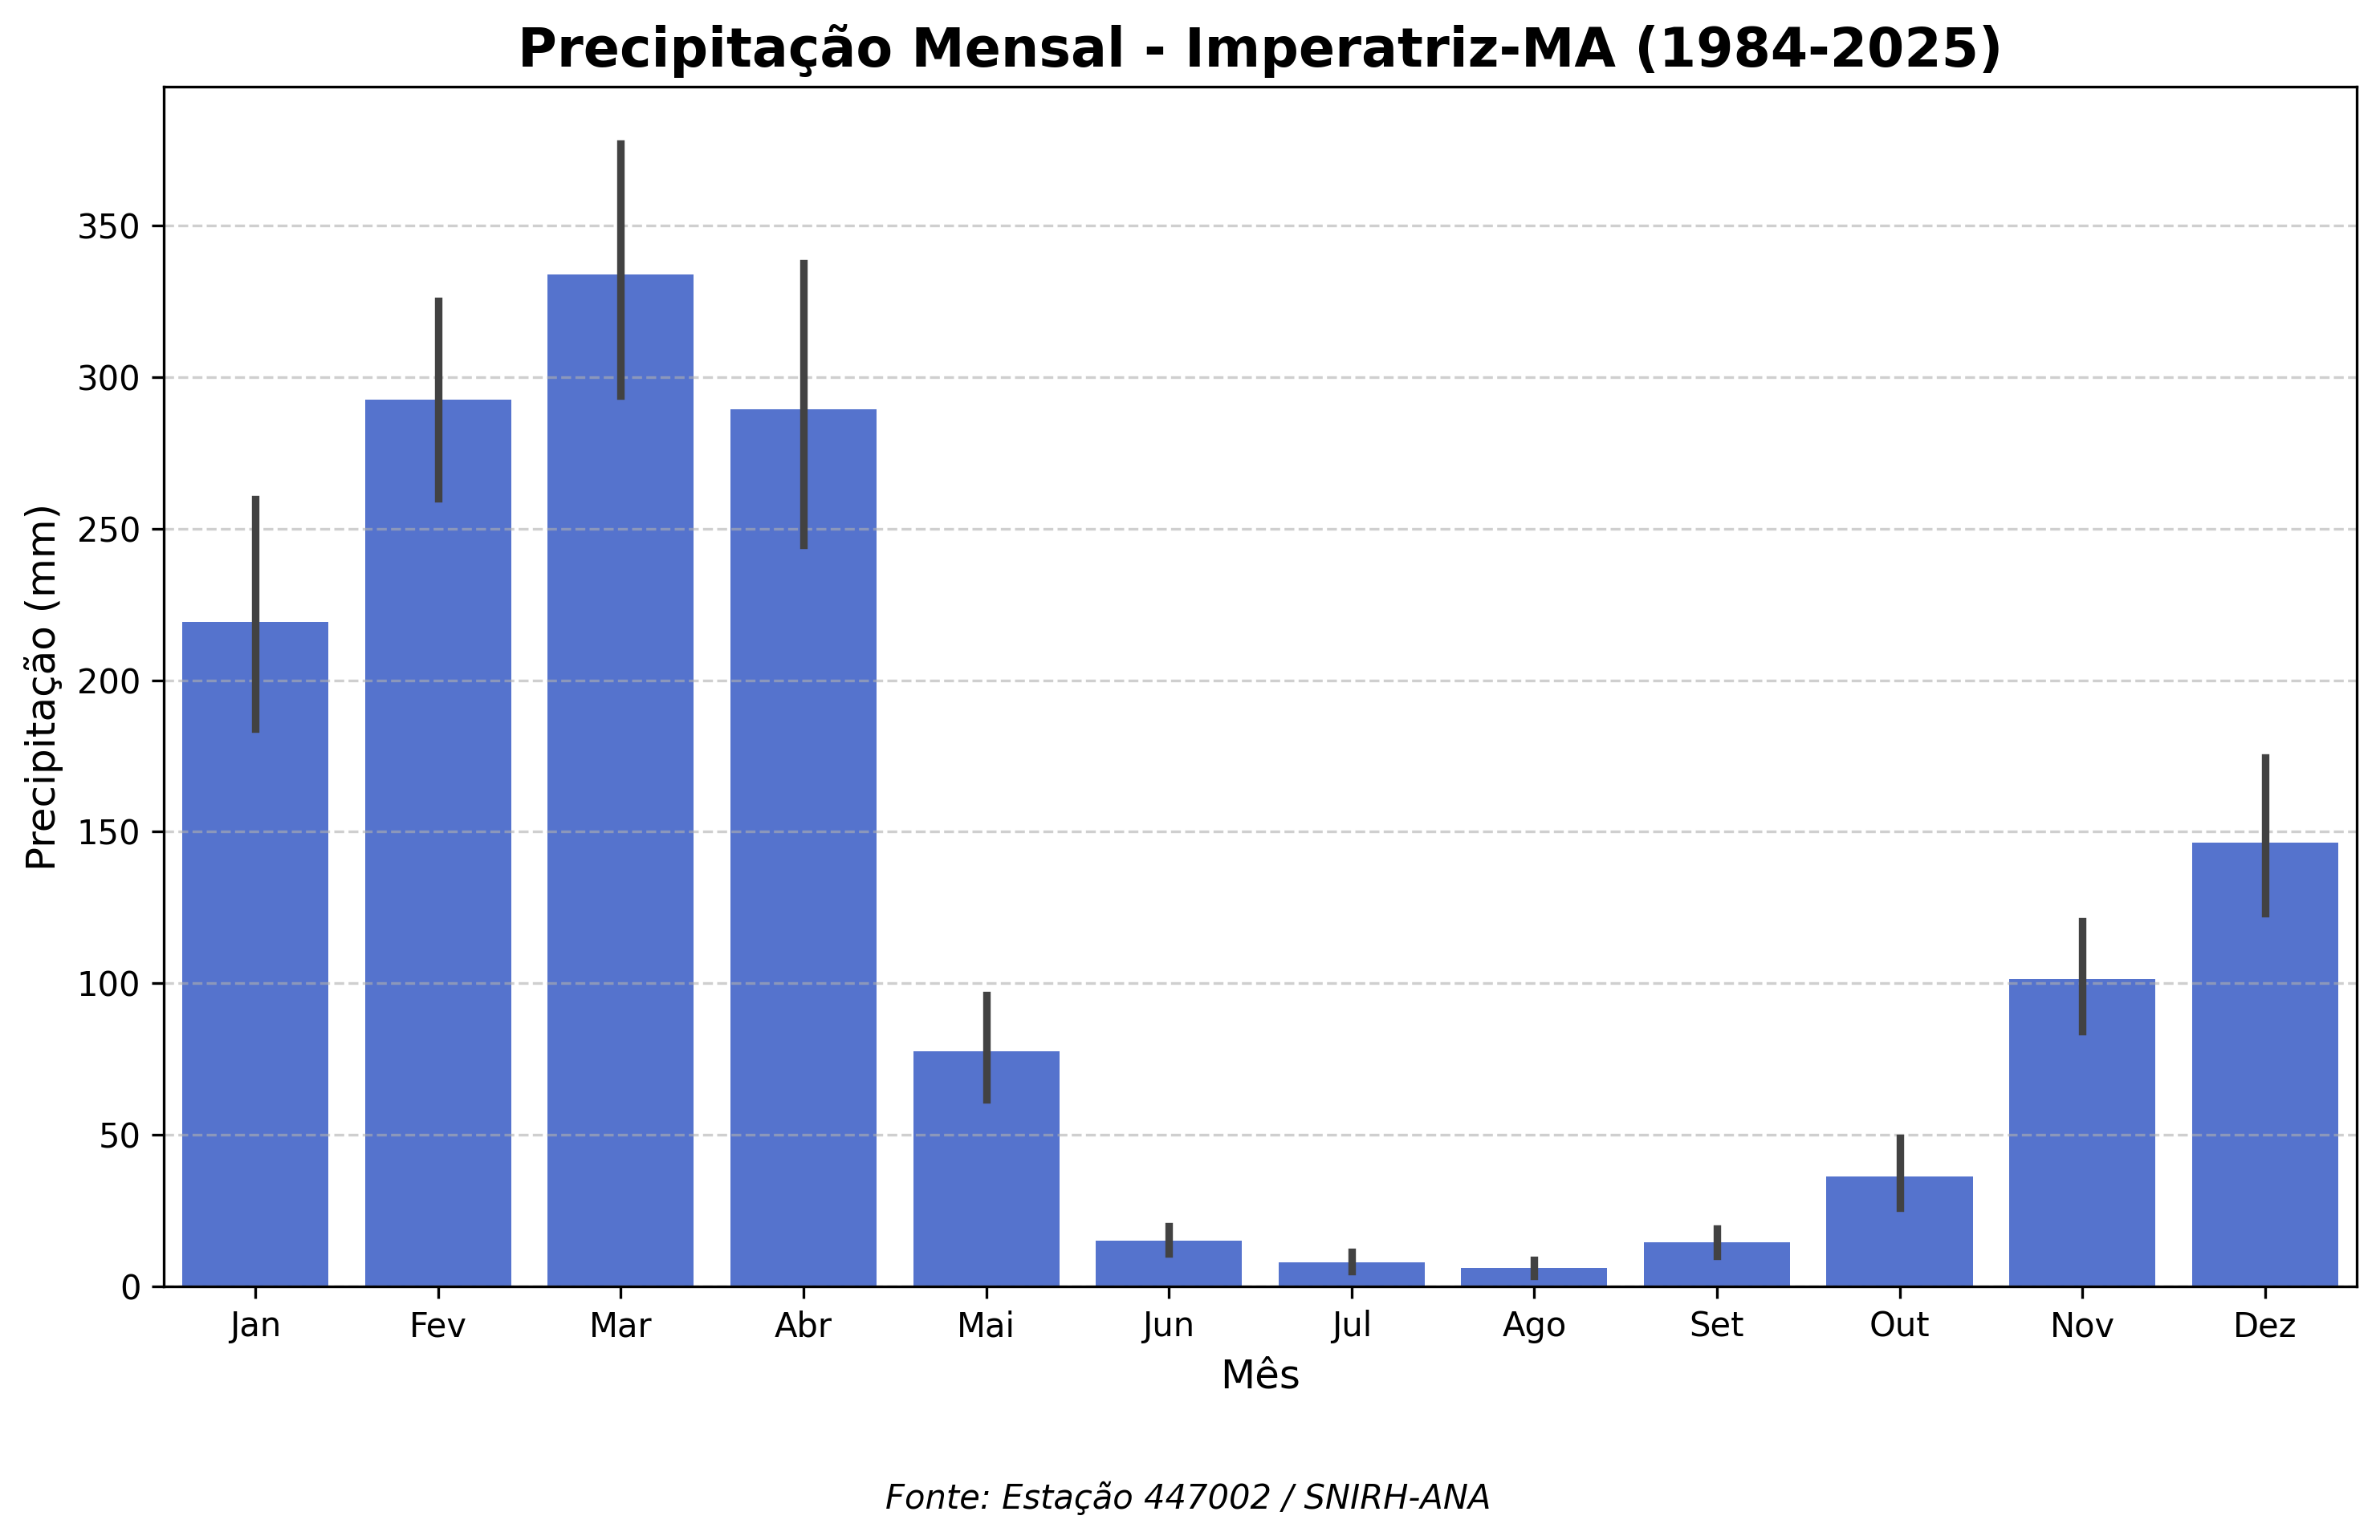 Precipitação Mensal - Imperatriz-MA (1984-2025)
Precipitação (mm)
350
300
250
200
150
100
50
0
Jan Fev Mar Abr Mai Jun Jul Ago Set Out Nov Dez
Mês
Fonte: Estação 447002 / SNIRH-ANA